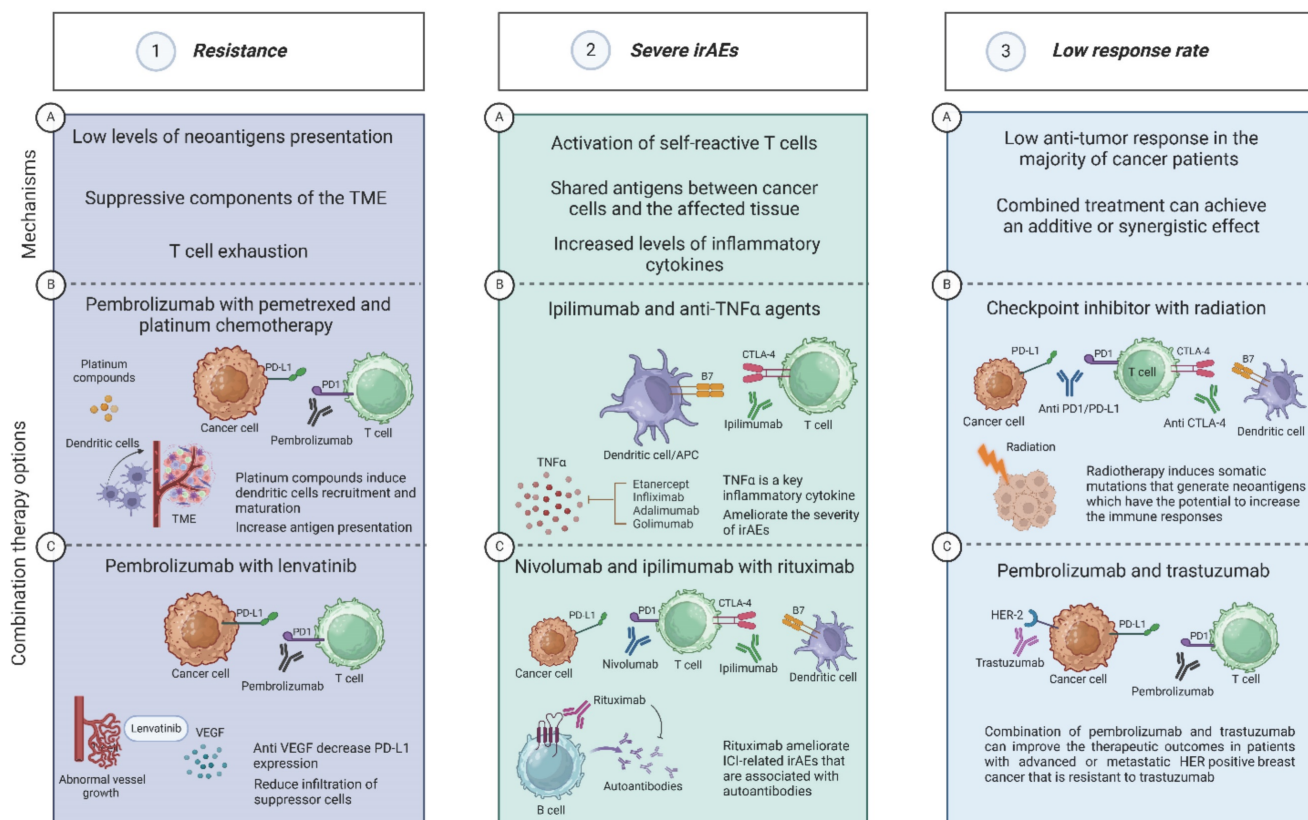 1 Resistance
A
Low levels of neoantigens presentation
Suppressive components of the TME
T cell exhaustion
B
Pembrolizumab with pemetrexed and
platinum chemotherapy
Platinum
compounds
PD-L1
PD1
Cancer cell
Pembrolizumab
T cell
Dendritic cells
TME
Platinum compounds induce
dendritic cells recruitment and
maturation
Increase antigen presentation
C
Pembrolizumab with lenvatinib
PD-L1
PD1
Cancer cell
Pembrolizumab
T cell
Lenvatinib
VEGF
Abnormal vessel
growth
Anti VEGF decrease PD-L1
expression
Reduce infiltration of
suppressor cells
2 Severe irAEs
A
Activation of self-reactive T cells
Shared antigens between cancer
cells and the affected tissue
Increased levels of inflammatory
cytokines
B
Ipilimumab and anti-TNFα agents
B7
CTLA-4
Ipilimumab
T cell
Dendritic cell/APC
TNFα
Etanercept
Infliximab
Adalimumab
Golimumab
TNFα is a key
inflammatory cytokine
Ameliorate the severity
of irAEs
C
Nivolumab and ipilimumab with rituximab
PD-L1
PD1
CTLA-4
B7
Cancer cell
Nivolumab
T cell
Ipilimumab
Dendritic cell
Rituximab
Autoantibodies
B cell
Rituximab ameliorate
ICI-related irAEs that
are associated with
autoantibodies
3 Low response rate
A
Low anti-tumor response in the
majority of cancer patients
Combined treatment can achieve
an additive or synergistic effect
B
Checkpoint inhibitor with radiation
PD-L1
PD1
T cell
CTLA-4
B7
Cancer cell
Anti PD1/PD-L1
Anti CTLA-4
Dendritic cell
Radiation
Radiotherapy induces somatic
mutations that generate neoantigens
which have the potential to increase
the immune responses
C
Pembrolizumab and trastuzumab
HER-2
PD-L1
PD1
Trastuzumab
Cancer cell
Pembrolizumab
T cell
Combination of pembrolizumab and trastuzumab
can improve the therapeutic outcomes in patients
with advanced or metastatic HER positive breast
cancer that is resistant to trastuzumab
Mechanisms
Combination therapy options